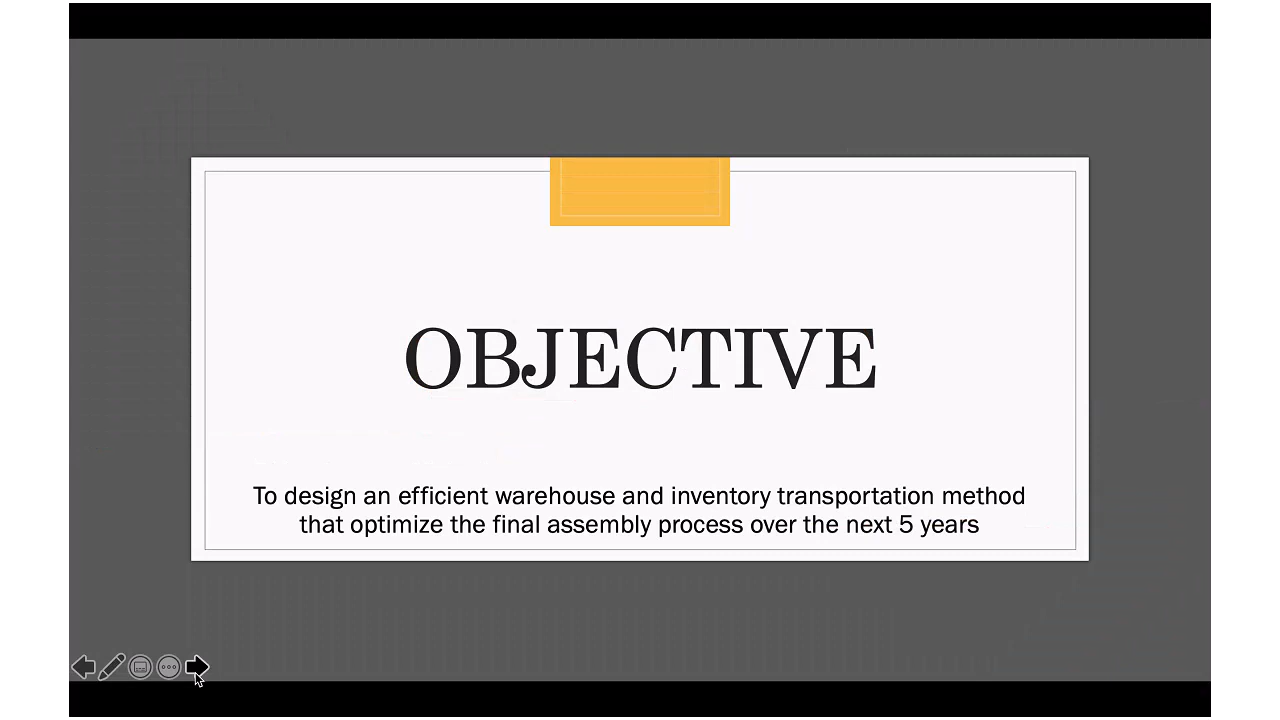 OBJECTIVE
To design an efficient warehouse and inventory transportation method
that optimize the final assembly process over the next 5 years